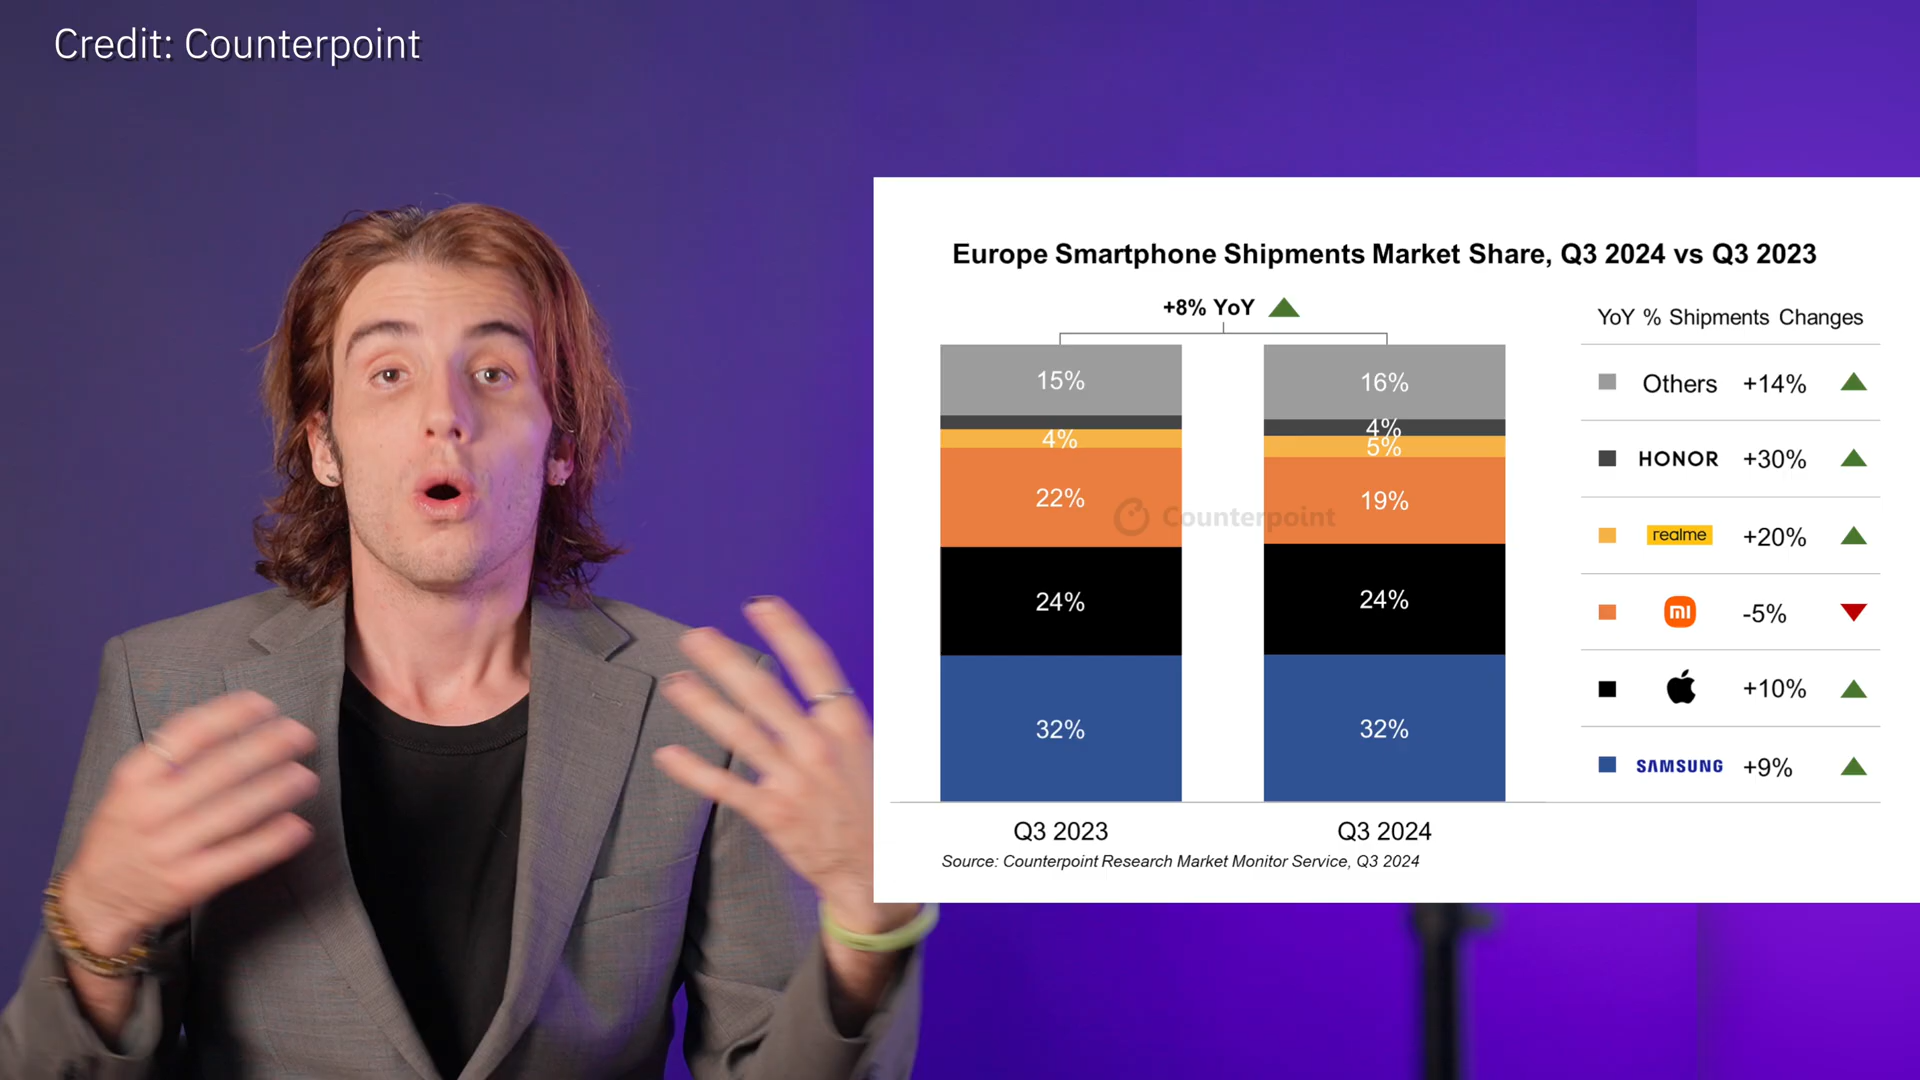 Credit: Counterpoint
Europe Smartphone Shipments Market Share, Q3 2024 vs Q3 2023
+8% YoY
YoY % Shipments Changes
15%
4%
22%
24%
32%
16%
4%
5%
19%
24%
32%
Counterpoint
Others +14%
HONOR +30%
realme +20%
mi -5%
+10%
SAMSUNG +9%
Q3 2023
Q3 2024
Source: Counterpoint Research Market Monitor Service, Q3 2024